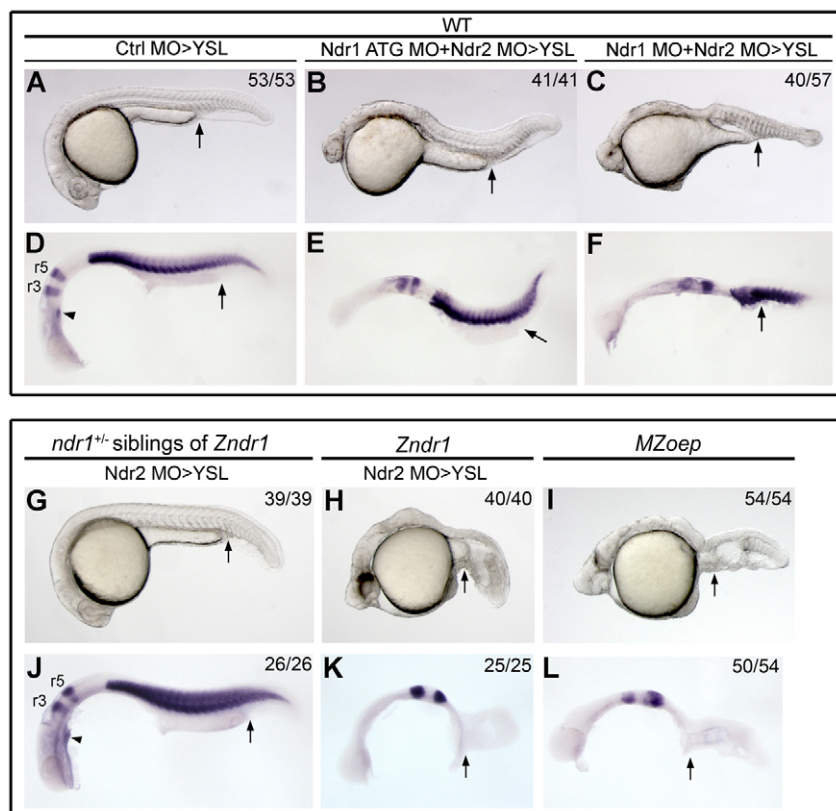 WT
Ctrl MO>YSL Ndr1 ATG MO+Ndr2 MO>YSL Ndr1 MO+Ndr2 MO>YSL
A 53/53 B 41/41 C 40/57
D E F
r5
r3
ndr1+/- siblings of Zndr1 Zndr1 MZoep
Ndr2 MO>YSL Ndr2 MO>YSL
G 39/39 H 40/40 I 54/54
J 26/26 K 25/25 L 50/54
r5
r3